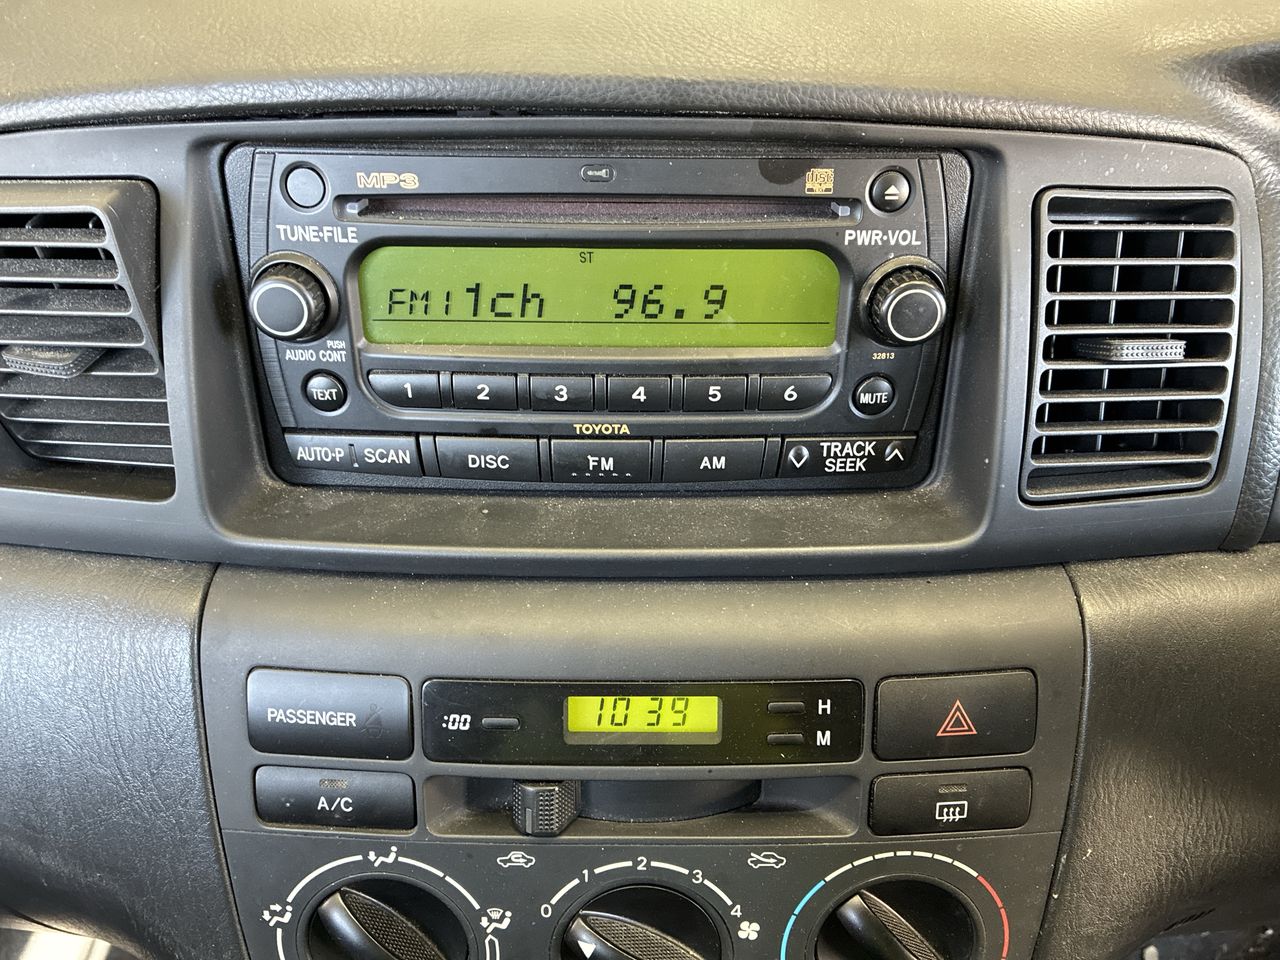 MP3
disc
TEXT
TUNE•FILE
PWR•VOL
ST
FM1 1ch 96.9
PUSH
AUDIO CONT
32813
TEXT
1 2 3 4 5 6
MUTE
TOYOTA
AUTO-P SCAN DISC FM AM TRACK
SEEK
PASSENGER
:00
10 39
H
M
A/C
0 1 2 3 4